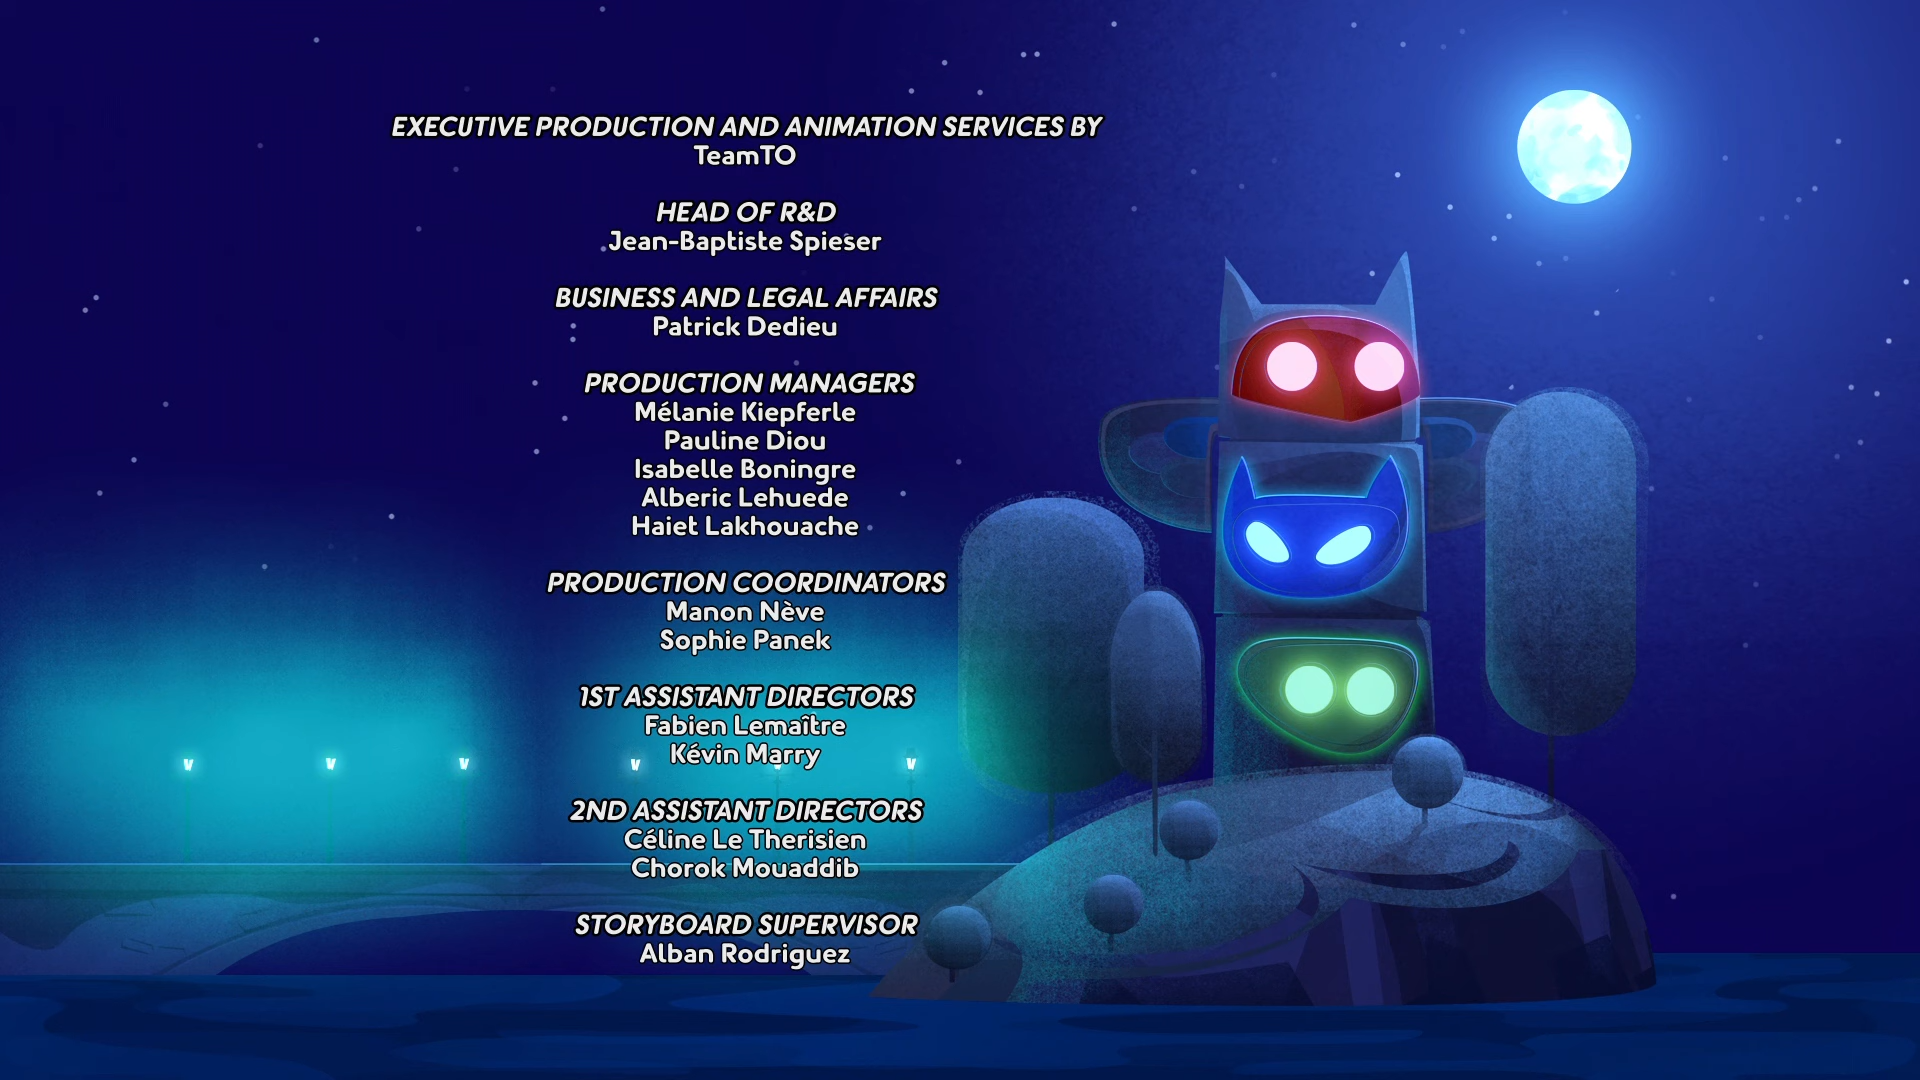 EXECUTIVE PRODUCTION AND ANIMATION SERVICES BY
TeamTO
HEAD OF R&D
Jean-Baptiste Spieser
BUSINESS AND LEGAL AFFAIRS
Patrick Dedieu
PRODUCTION MANAGERS
Mélanie Kiepferle
Pauline Diou
Isabelle Boningre
Alberic Lehuede
Haiet Lakhouache
PRODUCTION COORDINATORS
Manon Nève
Sophie Panek
1ST ASSISTANT DIRECTORS
Fabien Lemaître
Kévin Marry
2ND ASSISTANT DIRECTORS
Céline Le Therisien
Chorok Mouaddib
STORYBOARD SUPERVISOR
Alban Rodriguez